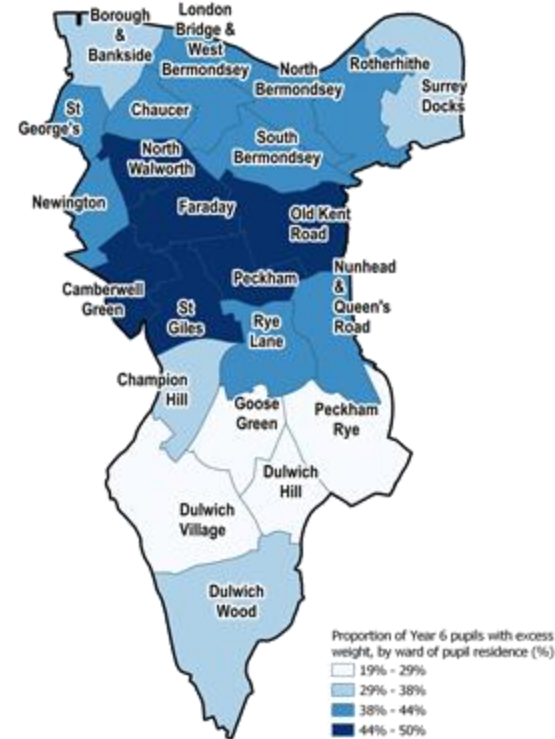 Borough
&
Bankside
London
Bridge &
West
Bermondsey
North
Bermondsey
Rotherhithe
Surrey
Docks
St
George's
Chaucer
South
Bermondsey
North
Walworth
Newington
Faraday
Old Kent
Road
Camberwell
Green
St
Giles
Peckham
Nunhead
&
Queen's
Road
Rye
Lane
Champion
Hill
Goose
Green
Peckham
Rye
Dulwich
Hill
Dulwich
Village
Dulwich
Wood
Proportion of Year 6 pupils with excess
weight, by ward of pupil residence (%)
19% - 29%
29% - 38%
38% - 44%
44% - 50%